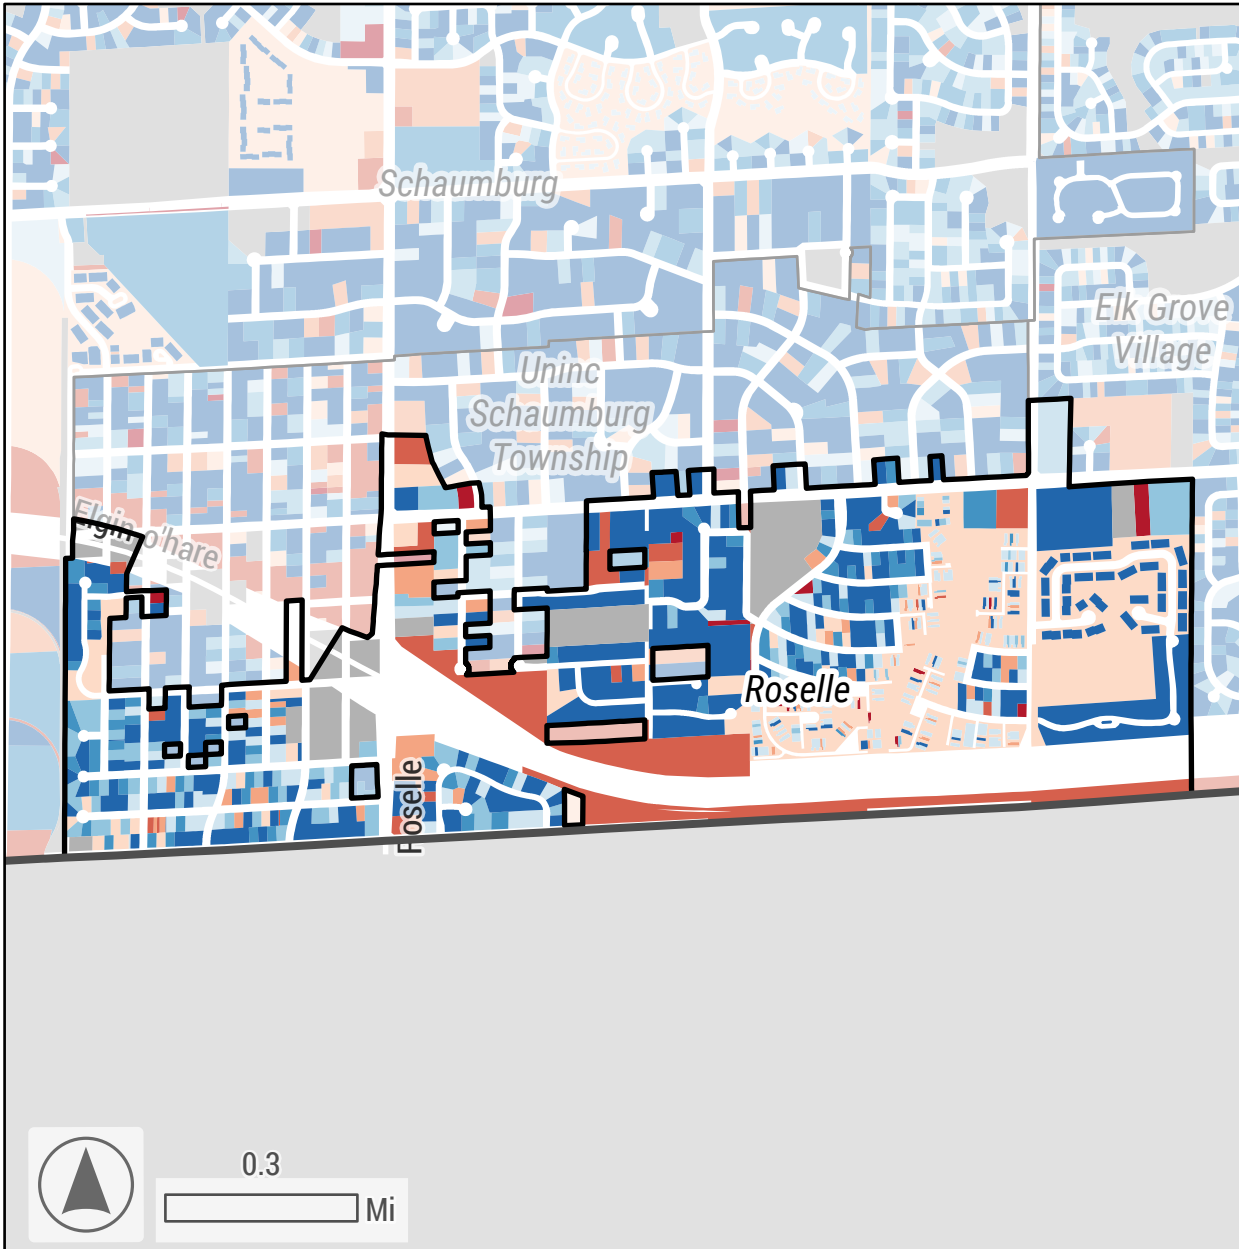 Schaumburg
Elk Grove
Village
Uninc
Schaumburg
Township
Elgin o'hare
Roselle
Roselle
0.3
Mi